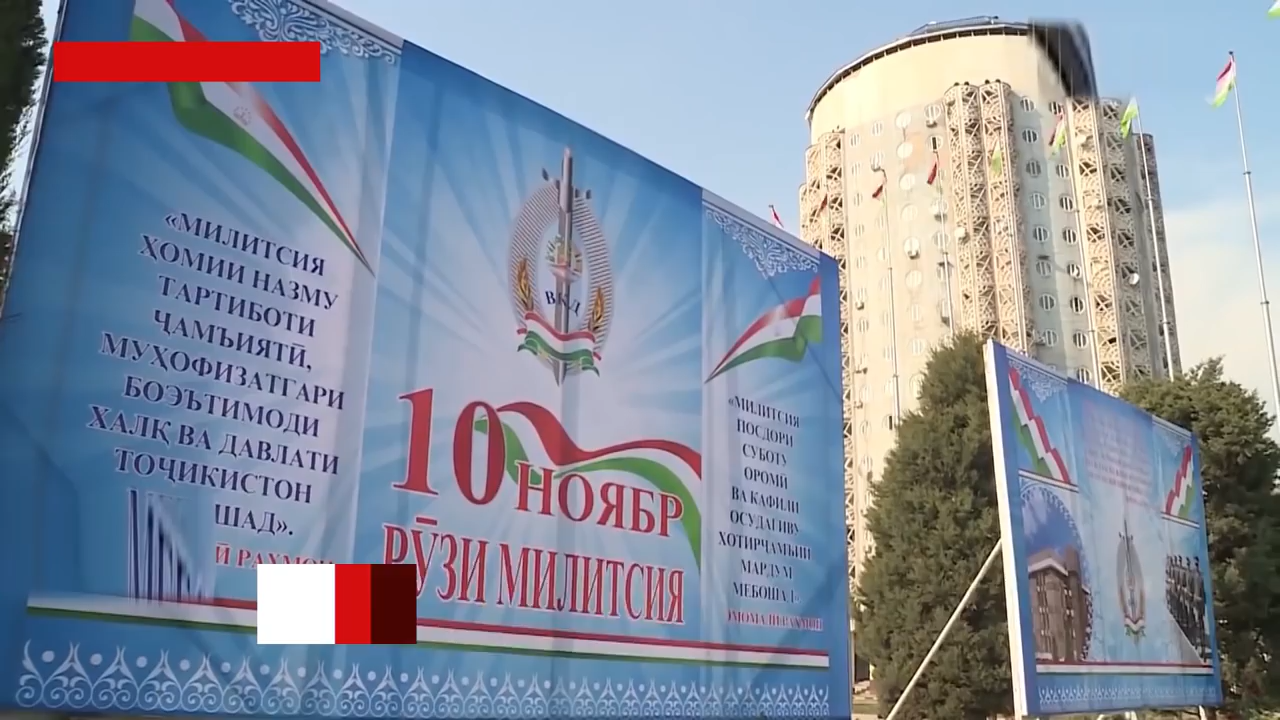 «МИЛИТСИЯ
ҲОМИИ НАЗМУ
ТАРТИБОТИ
ҶАМЪИЯТӢ,
МУҲОФИЗАТГАРИ
БОЭЪТИМОДИ
ХАЛҚ ВА ДАВЛАТИ
ТОҶИКИСТОН
ШАД».
Ӣ РАҲМОН
ВКД
10 НОЯБР
РӮЗИ МИЛИТСИЯ
«МИЛИТСИЯ
ПОСДОРИ
СУБОТУ
ОРОМӢ
ВА КАФИЛИ
ОСУДАГИВУ
ХОТИРҶАМЪИИ
МАРДУМ